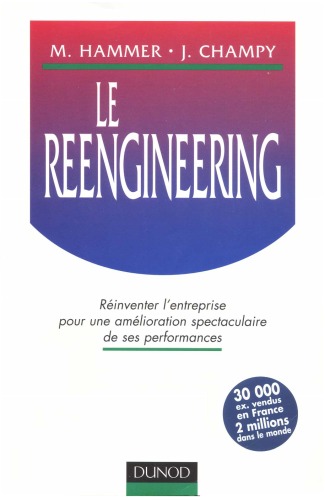 M. HAMMER • J. CHAMPY
LE
REENGINEERING
Réinventer l'entreprise
pour une amélioration spectaculaire
de ses performances
30 000
ex. vendus
en France
2 millions
dans le monde
DUNOD